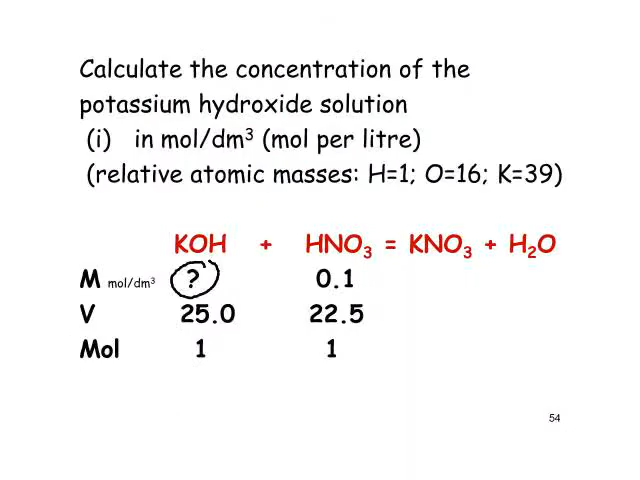 Calculate the concentration of the
potassium hydroxide solution
(i) in mol/dm³ (mol per litre)
(relative atomic masses: H=1; O=16; K=39)
KOH + HNO₃ = KNO₃ + H₂O
M mol/dm³ ? 0.1
V 25.0 22.5
Mol 1 1
54